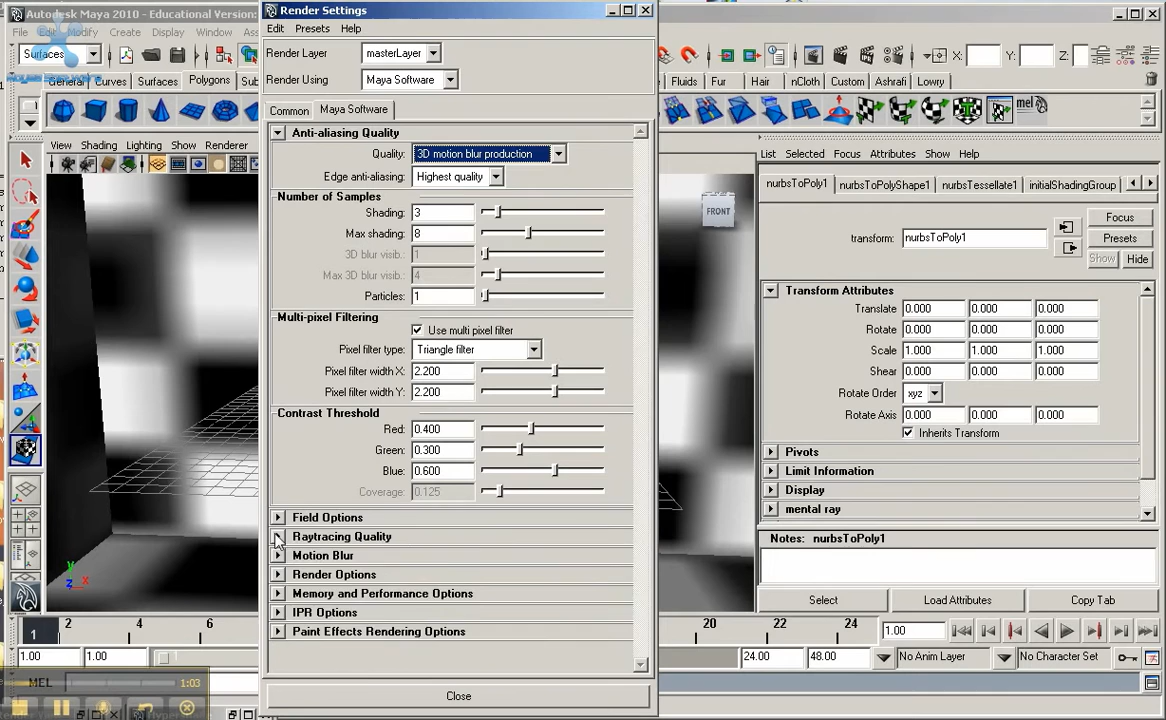 Autodesk Maya 2010 - Educational Version:
Render Settings
Edit Presets Help
Render Layer masterLayer
Render Using Maya Software
Common Maya Software
Anti-aliasing Quality
Quality: 3D motion blur production
Edge anti-aliasing: Highest quality
Number of Samples
Shading: 3
Max shading: 8
3D blur visib.: 1
Max 3D blur visib.: 4
Particles: 1
Multi-pixel Filtering
Use multi pixel filter
Pixel filter type: Triangle filter
Pixel filter width X: 2.200
Pixel filter width Y: 2.200
Contrast Threshold
Red: 0.400
Green: 0.300
Blue: 0.600
Coverage: 0.125
Field Options
Raytracing Quality
Motion Blur
Render Options
Memory and Performance Options
IPR Options
Paint Effects Rendering Options
Close
File Edit Modify Create Display Window
Surfaces
General Curves Surfaces Polygons
View Shading Lighting Show Renderer
X: Y: Z:
Fluids Fur Hair nCloth Custom Ashrafi Lowry
mel
FRONT
List Selected Focus Attributes Show Help
nurbsToPoly1 nurbsToPolyShape1 nurbsTessellate1 initialShadingGroup
transform: nurbsToPoly1
Focus
Presets
Show Hide
Transform Attributes
Translate 0.000 0.000 0.000
Rotate 0.000 0.000 0.000
Scale 1.000 1.000 1.000
Shear 0.000 0.000 0.000
Rotate Order xyz
Rotate Axis 0.000 0.000 0.000
Inherits Transform
Pivots
Limit Information
Display
mental ray
Notes: nurbsToPoly1
Select Load Attributes Copy Tab
y
z x
1 2 4 6 20 22 24 1.00
1.00 1.00 24.00 48.00 No Anim Layer No Character Set
MEL 1:03